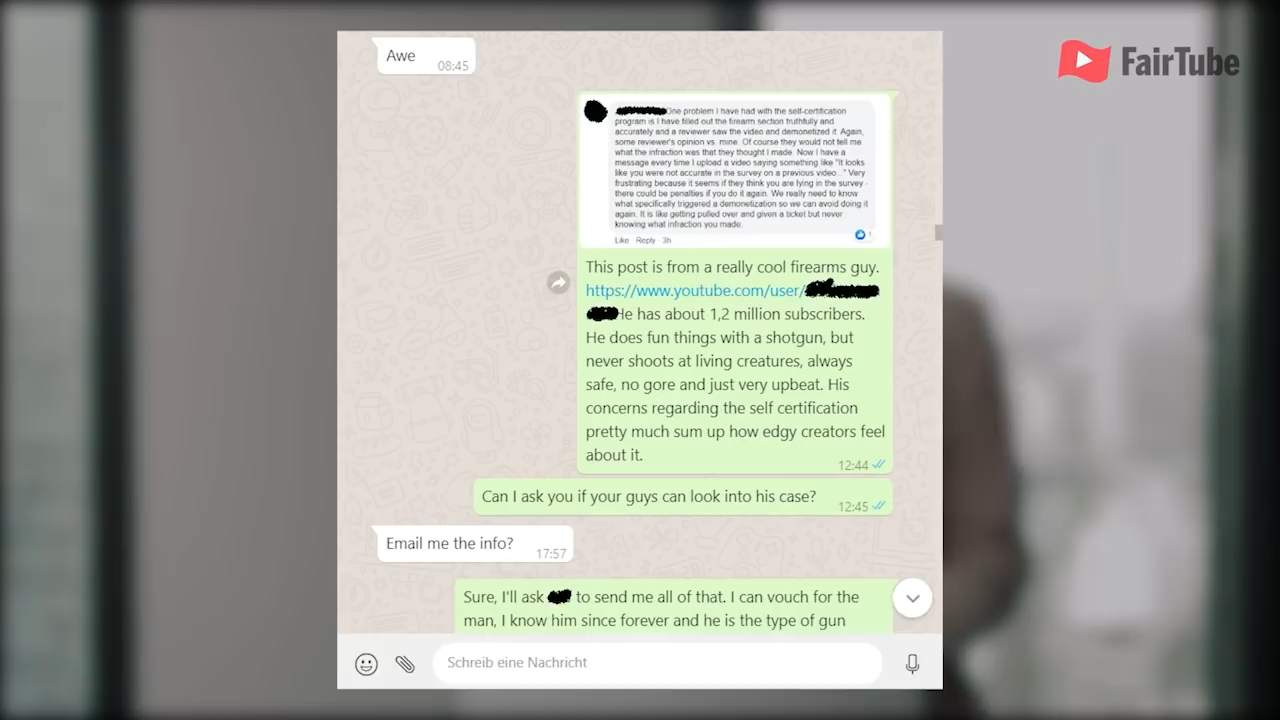 FairTube
Awe
08:45
One problem I have had with the self-certification
program is I have filled out the firearm section truthfully and
accurately and a reviewer saw the video and demonetized it. Again,
some reviewer's opinion vs. mine. Of course they would not tell me
what the infraction was that they thought I made. Now I have a
message every time I upload a video saying something like "It looks
like you were not accurate in the survey on a previous video..." Very
frustrating because it seems if they think you are lying in the survey -
there could be penalties if you do it again. We really need to know
what specifically triggered a demonetization so we can avoid doing it
again. It is like getting pulled over and given a ticket but never
knowing what infraction you made.
Like · Reply · 3h
1
This post is from a really cool firearms guy.
https://www.youtube.com/user/
He has about 1,2 million subscribers.
He does fun things with a shotgun, but
never shoots at living creatures, always
safe, no gore and just very upbeat. His
concerns regarding the self certification
pretty much sum up how edgy creators feel
about it.
12:44
Can I ask you if your guys can look into his case?
12:45
Email me the info?
17:57
Sure, I'll ask to send me all of that. I can vouch for the
man, I know him since forever and he is the type of gun
Schreib eine Nachricht